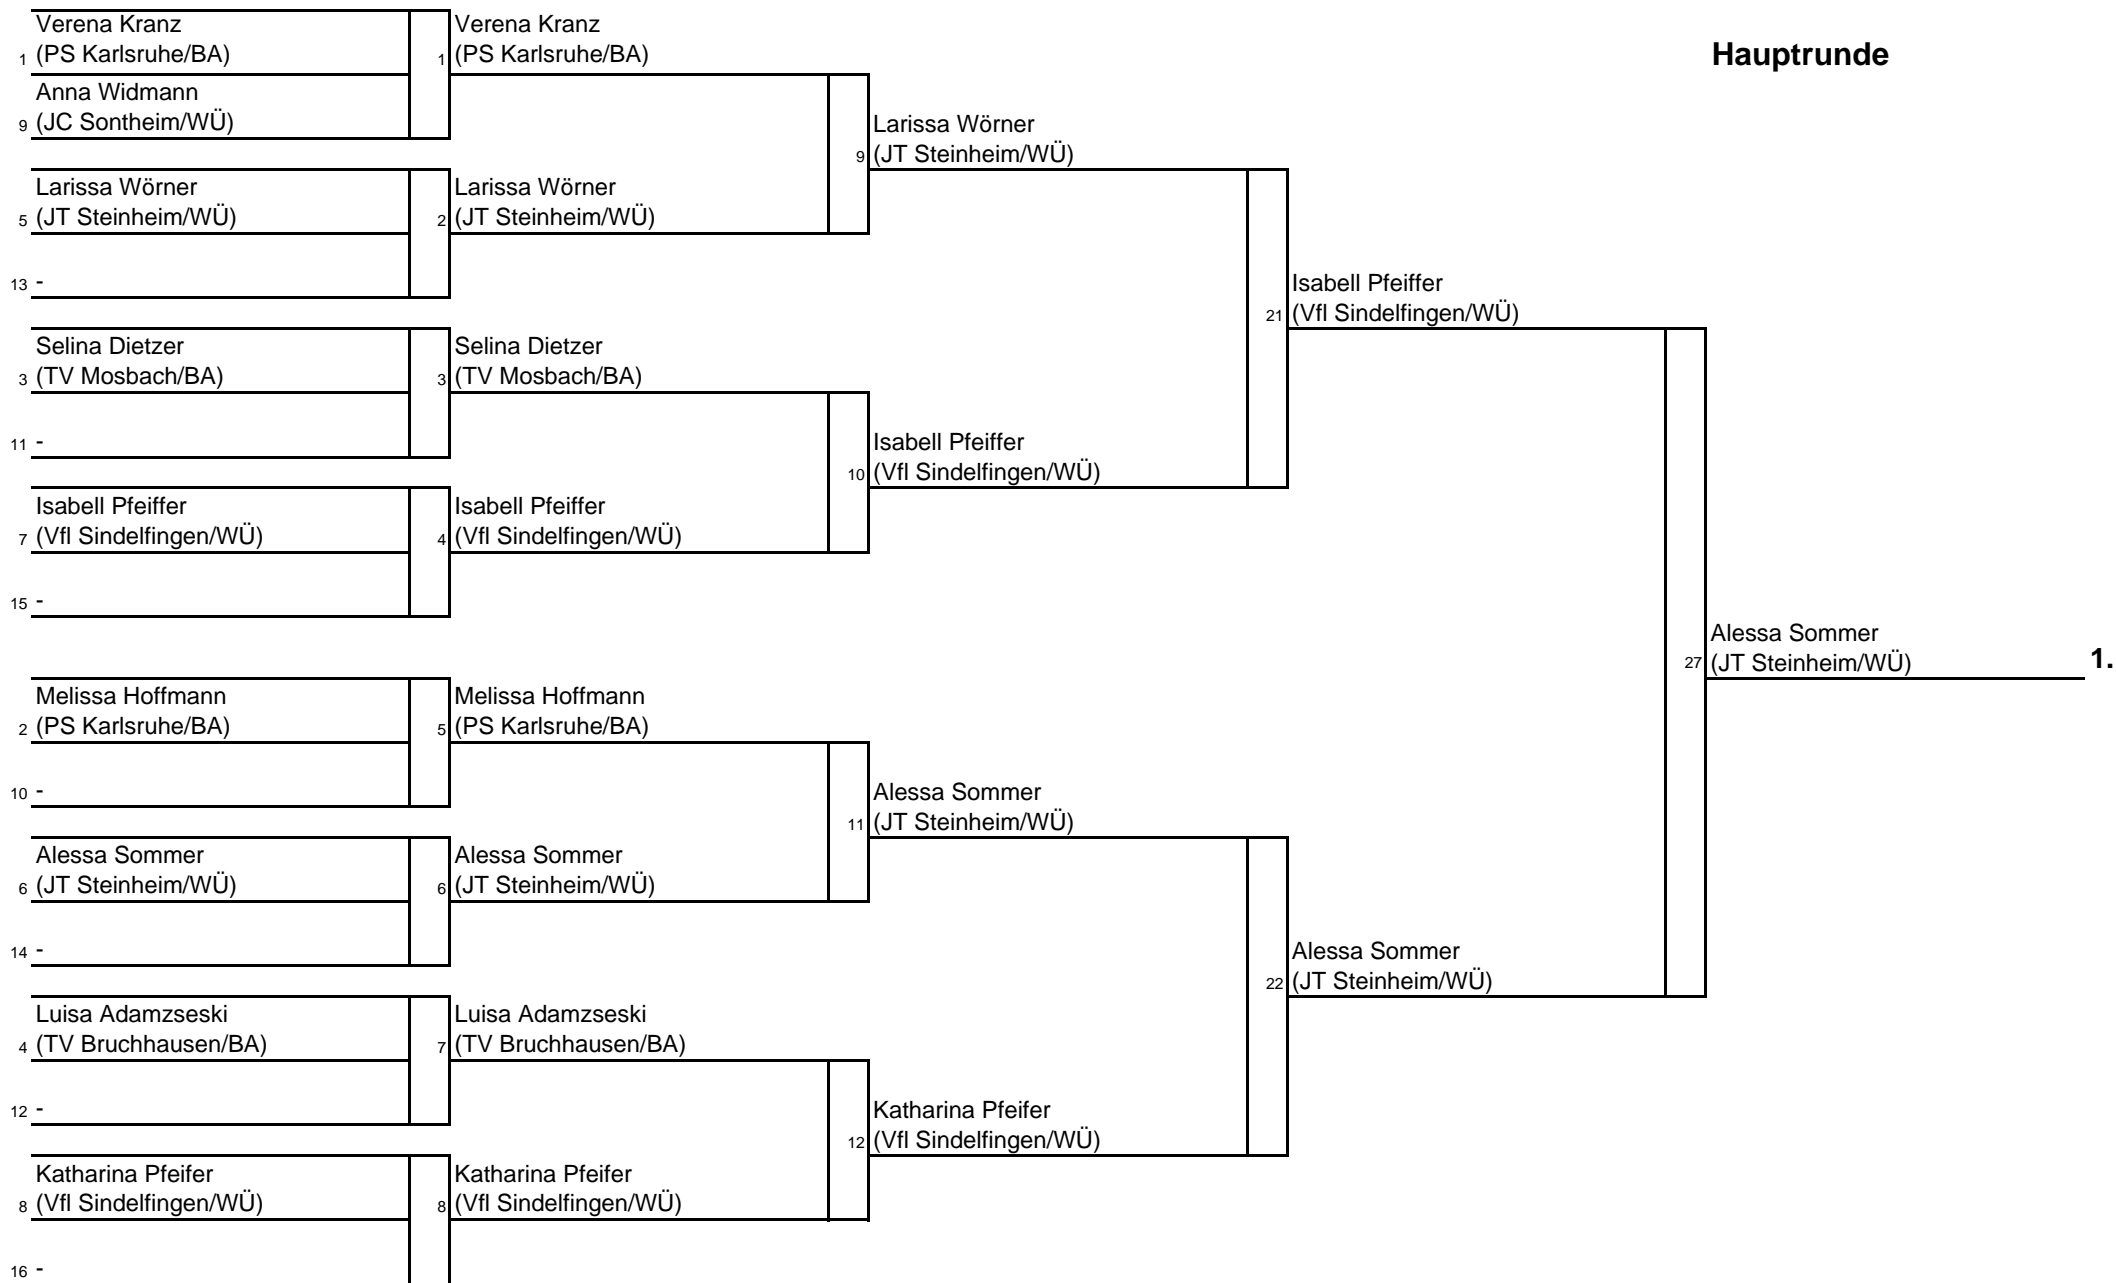 Hauptrunde
Verena Kranz
1 (PS Karlsruhe/BA)
Anna Widmann
9 (JC Sontheim/WÜ)
Larissa Wörner
5 (JT Steinheim/WÜ)
13 -
Selina Dietzer
3 (TV Mosbach/BA)
11 -
Isabell Pfeiffer
7 (Vfl Sindelfingen/WÜ)
15 -
Melissa Hoffmann
2 (PS Karlsruhe/BA)
10 -
Alessa Sommer
6 (JT Steinheim/WÜ)
14 -
Luisa Adamzseski
4 (TV Bruchhausen/BA)
12 -
Katharina Pfeifer
8 (Vfl Sindelfingen/WÜ)
16 -
Verena Kranz
1 (PS Karlsruhe/BA)
Larissa Wörner
2 (JT Steinheim/WÜ)
Selina Dietzer
3 (TV Mosbach/BA)
Isabell Pfeiffer
4 (Vfl Sindelfingen/WÜ)
Melissa Hoffmann
5 (PS Karlsruhe/BA)
Alessa Sommer
6 (JT Steinheim/WÜ)
Luisa Adamzseski
7 (TV Bruchhausen/BA)
Katharina Pfeifer
8 (Vfl Sindelfingen/WÜ)
Larissa Wörner
9 (JT Steinheim/WÜ)
Isabell Pfeiffer
10 (Vfl Sindelfingen/WÜ)
Alessa Sommer
11 (JT Steinheim/WÜ)
Katharina Pfeifer
12 (Vfl Sindelfingen/WÜ)
Isabell Pfeiffer
21 (Vfl Sindelfingen/WÜ)
Alessa Sommer
22 (JT Steinheim/WÜ)
Alessa Sommer
27 (JT Steinheim/WÜ) 1.